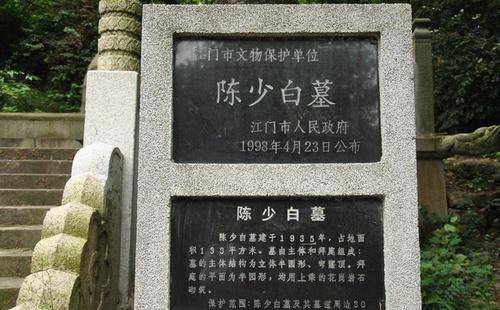 江门市文物保护单位
陈少白墓
江门市人民政府
1998年4月23日公布
陈少白墓
陈少白墓建于1935年，占地面
积133平方米。墓由主体和拜庭组成：
墓的主体结构为立体半圆形，穹窿顶。拜
庭的平面为半圆形，均用上乘的花岗岩石
砌筑。
保护范围：陈少白墓及其墓道周边30